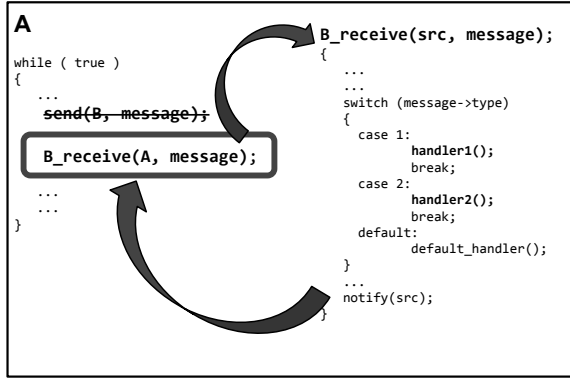 A
while ( true )
{
...
send(B, message);
B_receive(A, message);
...
...
}
B_receive(src, message);
{
...
...
switch (message->type)
{
case 1:
handler1();
break;
case 2:
handler2();
break;
default:
default_handler();
}
...
notify(src);
}